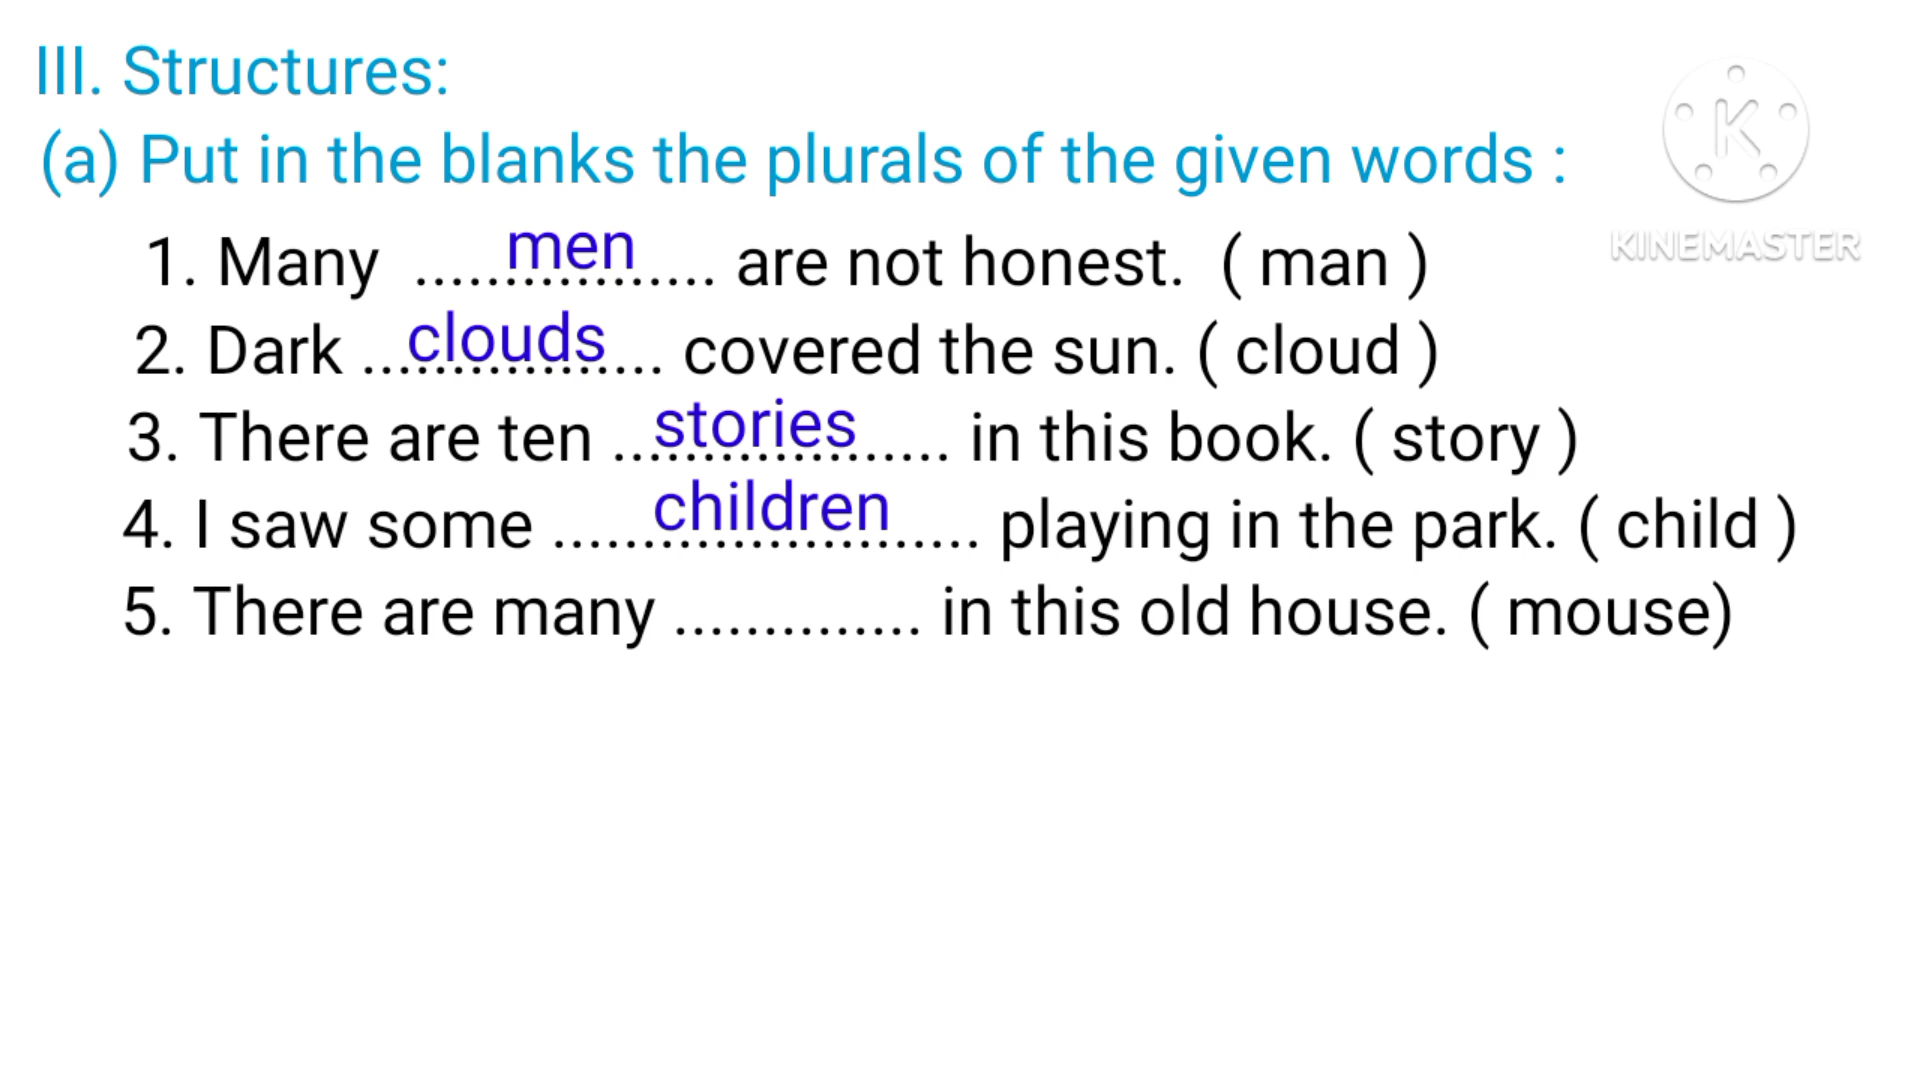 III. Structures:
(a) Put in the blanks the plurals of the given words :
K
KINEMASTER
1. Many .......men.......... are not honest. ( man )
2. Dark ...clouds... covered the sun. ( cloud )
3. There are ten ...stories..... in this book. ( story )
4. I saw some ......children...... playing in the park. ( child )
5. There are many .............. in this old house. ( mouse)